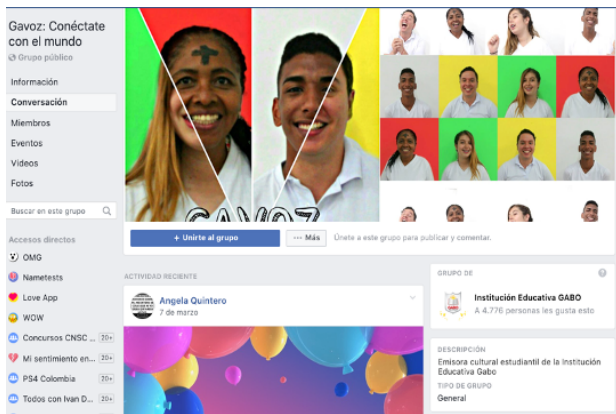 Gavoz: Conéctate
con el mundo
Grupo público
Información
Conversación
Miembros
Eventos
Videos
Fotos
Buscar en este grupo
Accesos directos
OMG
Nametests
Love App
WOW
Concursos CNSC ... 20+
Mi sentimiento en... 20+
PS4 Colombia 20+
Todos con Ivan D... 20+
GAVOZ
+ Unirte al grupo
••• Más
Únete a este grupo para publicar y comentar.
ACTIVIDAD RECIENTE
Angela Quintero
7 de marzo
GRUPO DE
Institución Educativa GABO
A 4.776 personas les gusta esto
DESCRIPCIÓN
Emisora cultural estudiantil de la Institución
Educativa Gabo
TIPO DE GRUPO
General